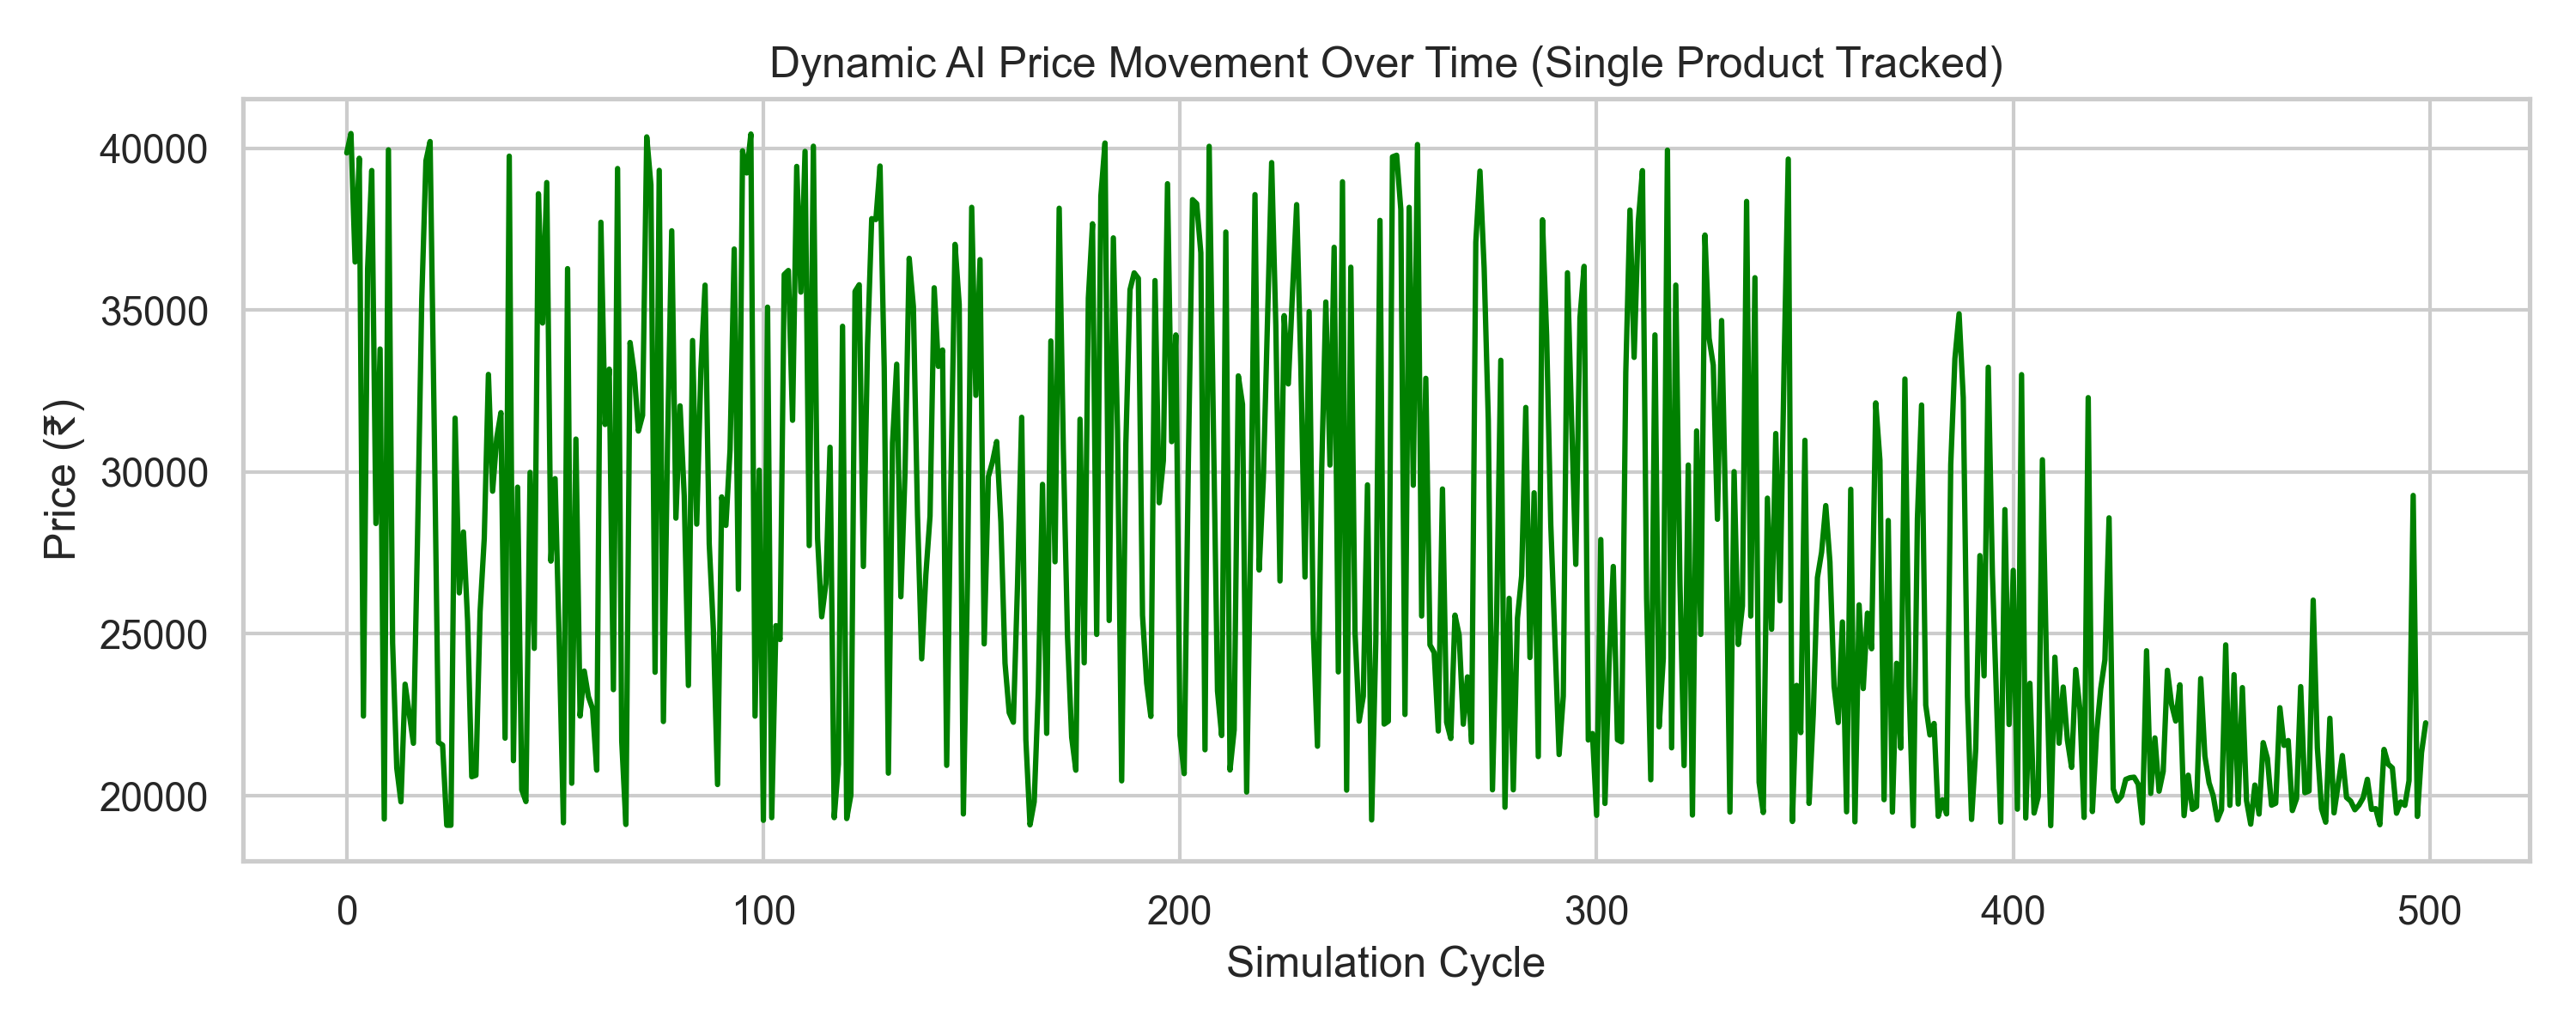 Dynamic AI Price Movement Over Time (Single Product Tracked)
Price (₹)
40000
35000
30000
25000
20000
0 100 200 300 400 500
Simulation Cycle